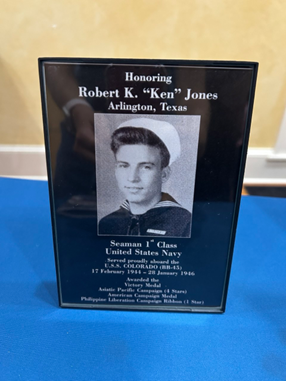 Honoring
Robert K. “Ken” Jones
Arlington, Texas
Seaman 1st Class
United States Navy
Served proudly aboard the
U.S.S. COLORADO (BB-45)
17 February 1944 – 28 January 1946
Awarded the
Victory Medal
Asiatic Pacific Campaign (4 Stars)
American Campaign Medal
Philippine Liberation Campaign Ribbon (1 Star)